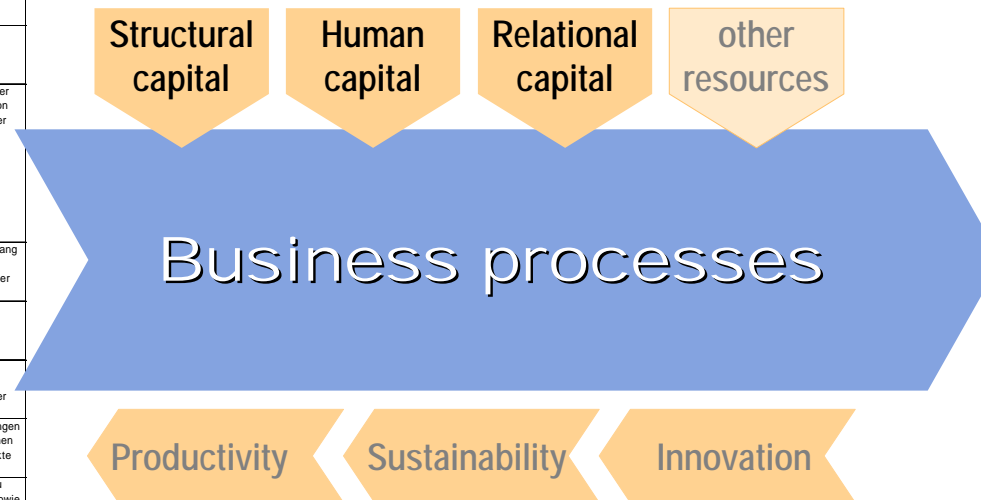 Structural
capital
Human
capital
Relational
capital
other
resources
Business processes
Productivity
Sustainability
Innovation